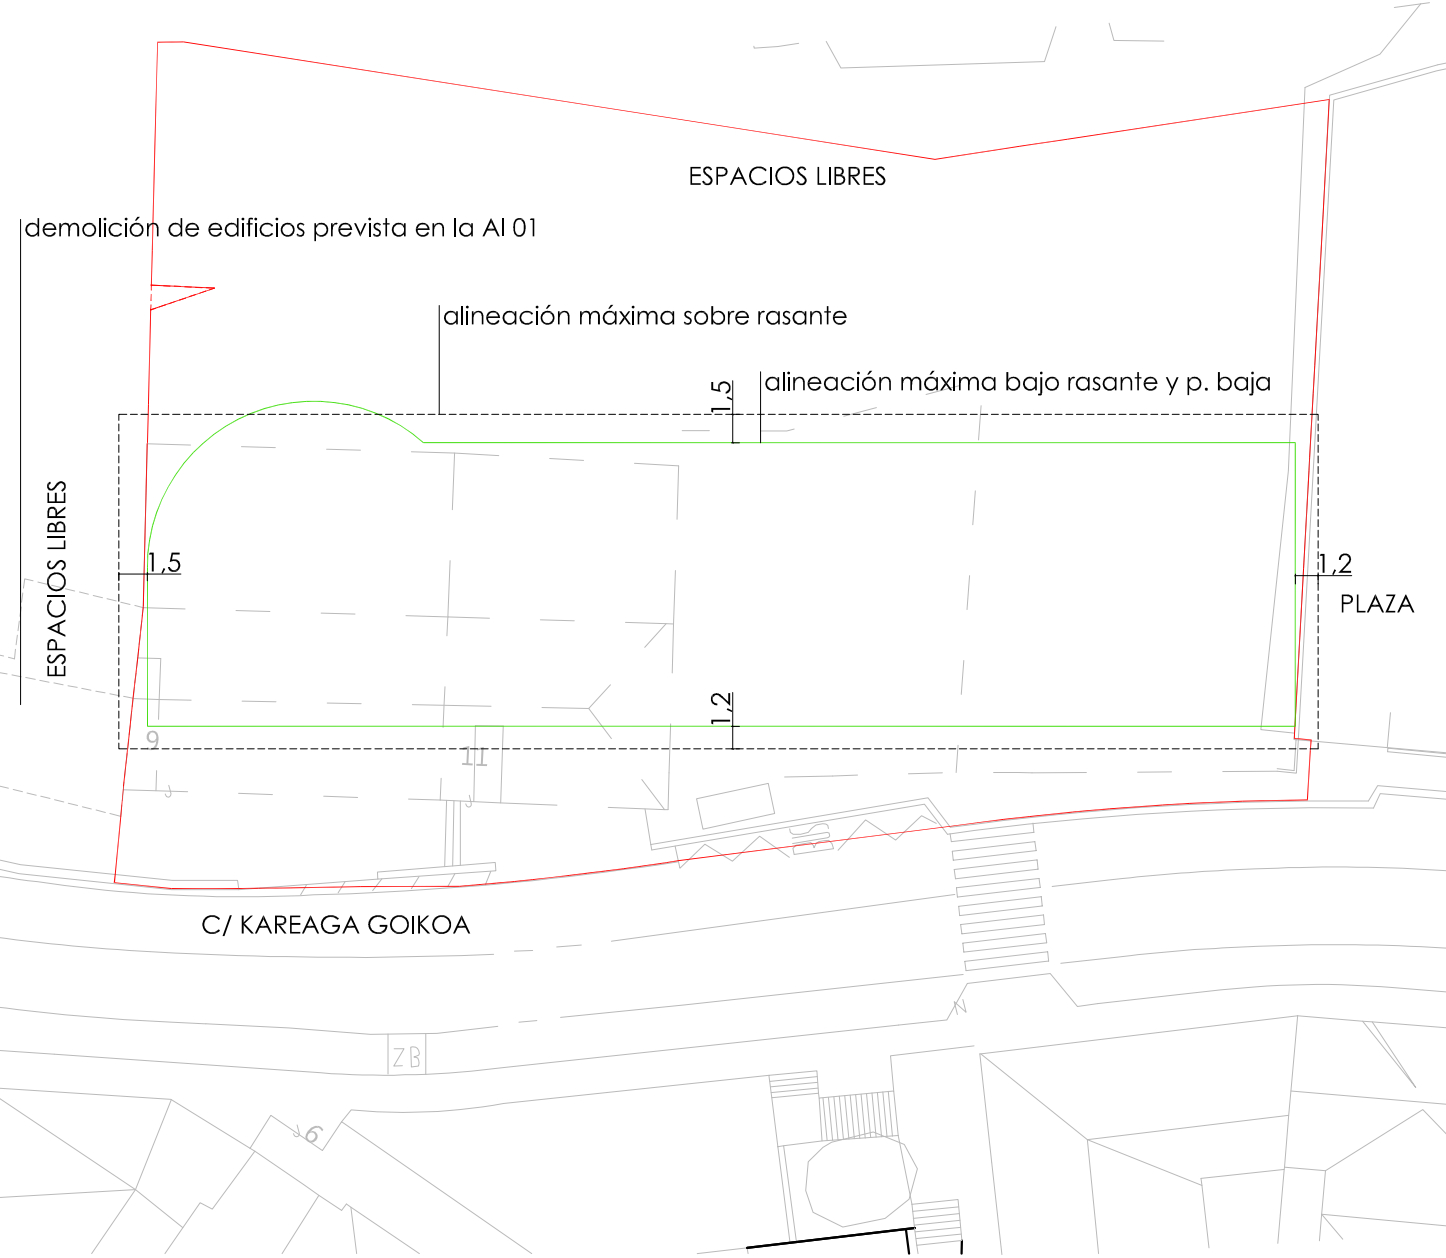 ESPACIOS LIBRES
demolición de edificios prevista en la AI 01
alineación máxima sobre rasante
1,5
alineación máxima bajo rasante y p. baja
ESPACIOS LIBRES
1,5
1,2
PLAZA
1,2
9
11
J
J
C/ KAREAGA GOIKOA
N
ZB
J6